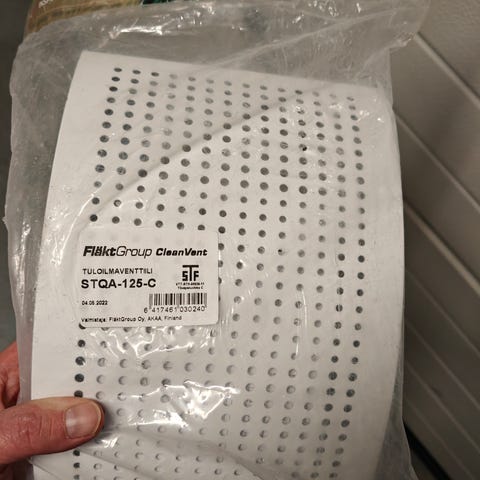 FläktGroup CleanVent
TULOILMAVENTTIILI
STQA-125-C
STF
04.05.2022
6 417461 030240
Valmistaja: FläktGroup Oy, AKAA, Finland